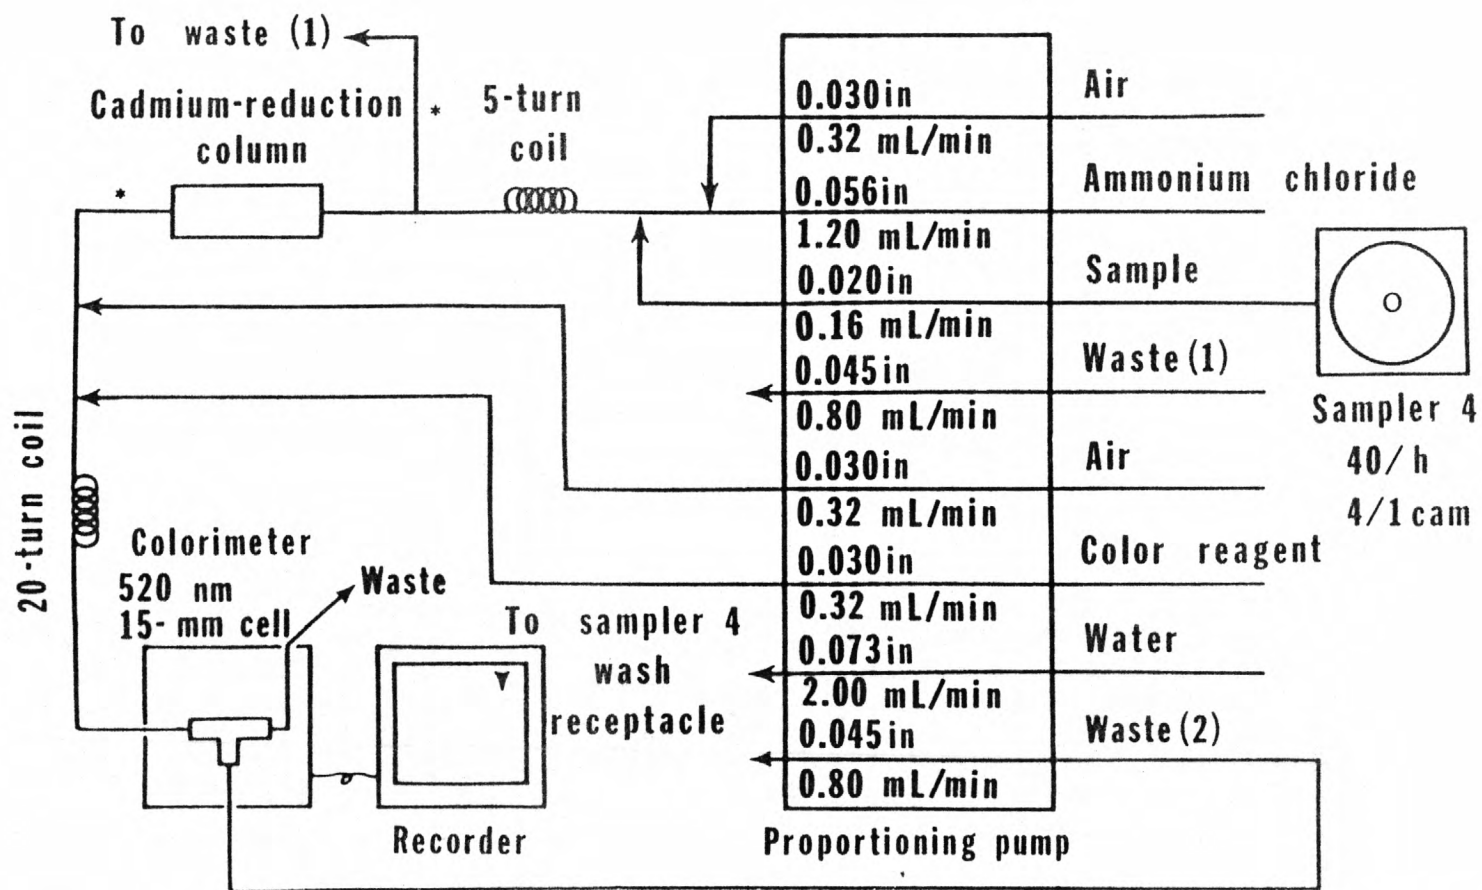 To waste (1)
Cadmium-reduction
column
*
*
5-turn
coil
0.030in
Air
0.32 mL/min
0.056in
Ammonium chloride
1.20 mL/min
0.020in
Sample
0.16 mL/min
0.045in
Waste (1)
0.80 mL/min
0.030in
Air
0.32 mL/min
0.030in
Color reagent
0.32 mL/min
0.073in
Water
2.00 mL/min
0.045in
Waste (2)
0.80 mL/min
Proportioning pump
Sampler 4
40/h
4/1 cam
20-turn coil
Colorimeter
520 nm
15-mm cell
Waste
To sampler 4
wash
receptacle
Recorder